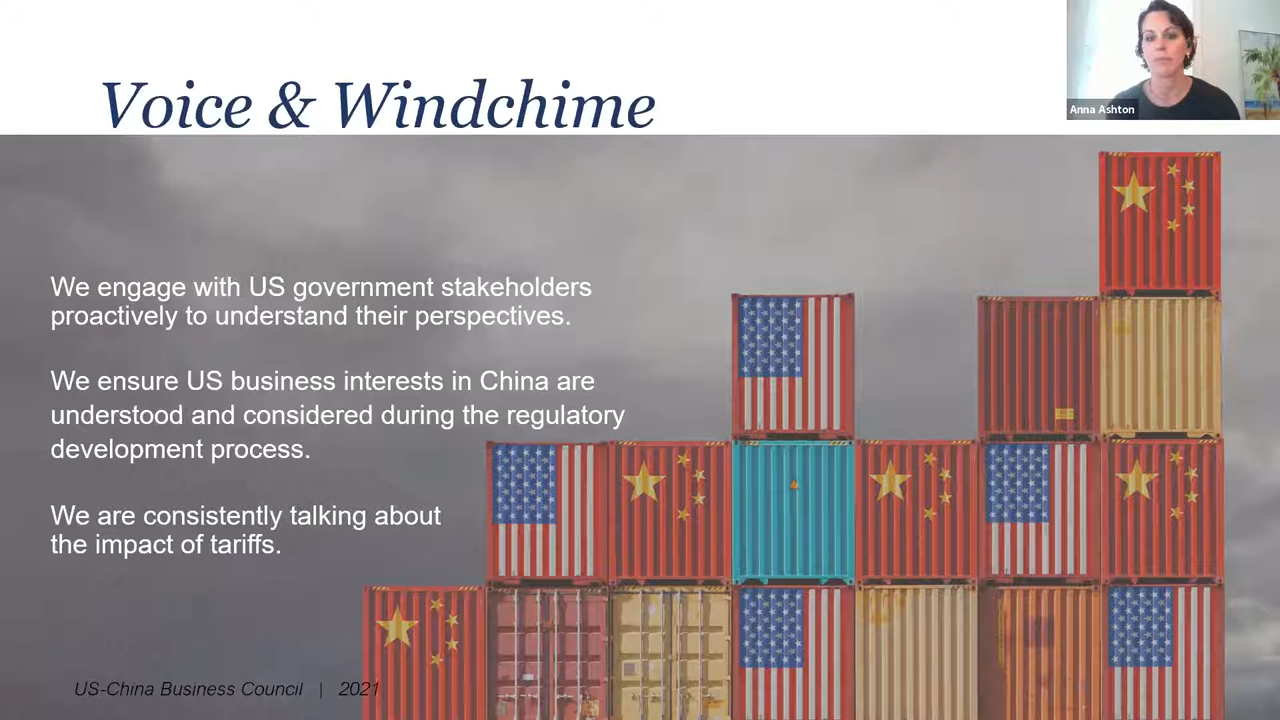 Voice & Windchime
Anna Ashton
We engage with US government stakeholders
proactively to understand their perspectives.
We ensure US business interests in China are
understood and considered during the regulatory
development process.
We are consistently talking about
the impact of tariffs.
US-China Business Council | 2021